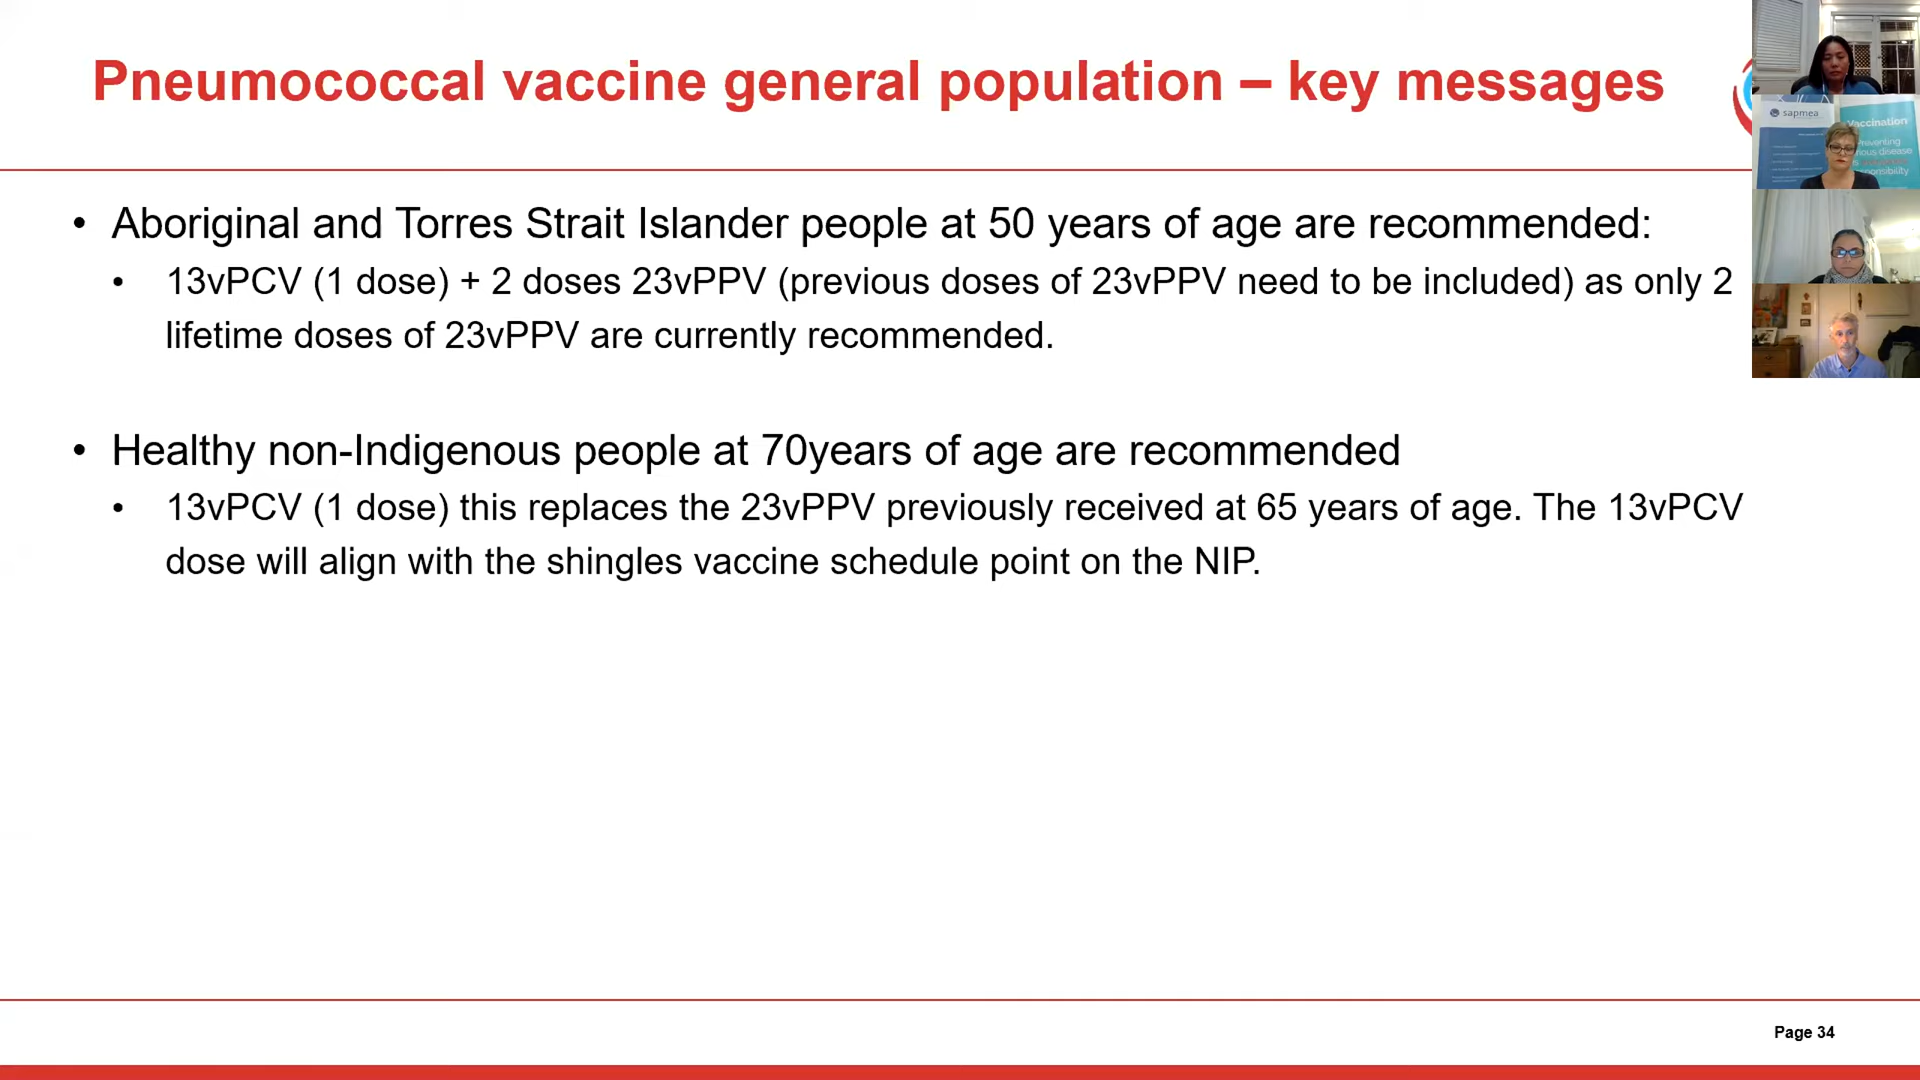 Pneumococcal vaccine general population – key messages
sapmea
Vaccination
• Aboriginal and Torres Strait Islander people at 50 years of age are recommended:
• 13vPCV (1 dose) + 2 doses 23vPPV (previous doses of 23vPPV need to be included) as only 2
lifetime doses of 23vPPV are currently recommended.
• Healthy non-Indigenous people at 70years of age are recommended
• 13vPCV (1 dose) this replaces the 23vPPV previously received at 65 years of age. The 13vPCV
dose will align with the shingles vaccine schedule point on the NIP.
Page 34